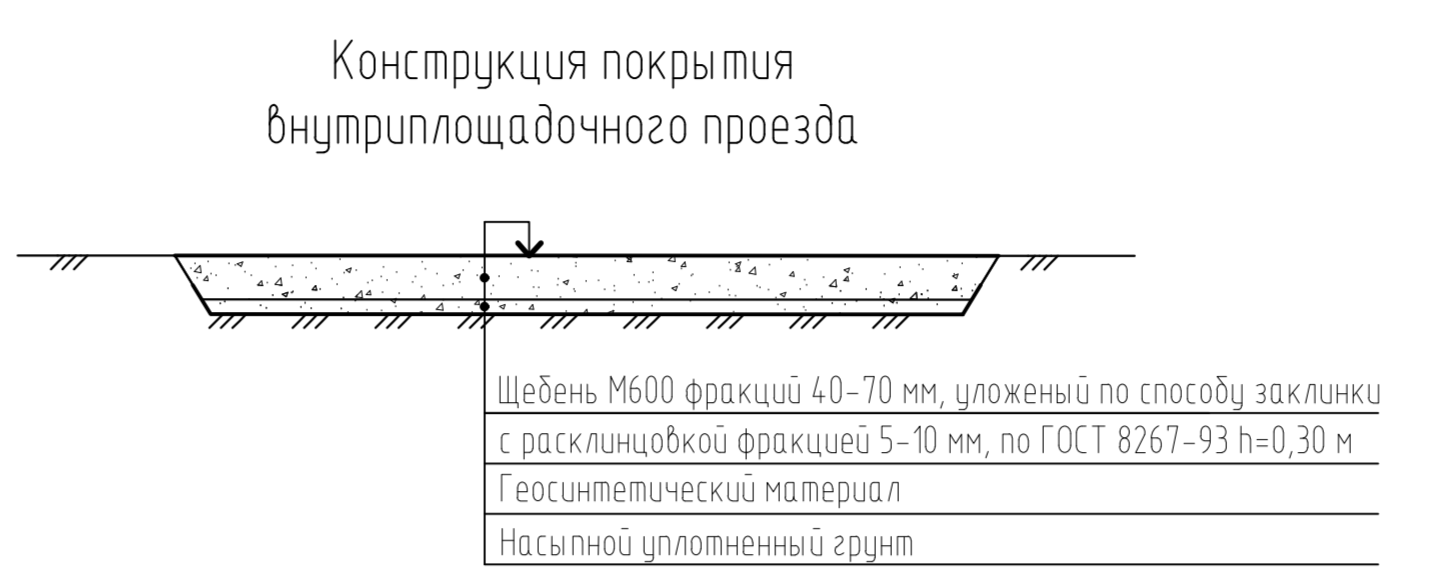 Конструкция покрытия
внутриплощадочного проезда
Щебень М600 фракций 40-70 мм, уложеный по способу заклинки
с расклинцовкой фракцией 5-10 мм, по ГОСТ 8267-93 h=0,30 м
Геосинтетический материал
Насыпной уплотненный грунт